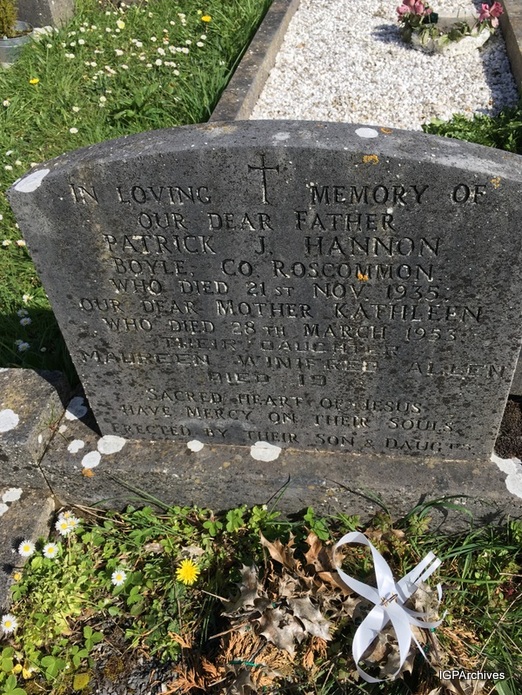 IN LOVING MEMORY OF
OUR DEAR FATHER
PATRICK J. HANNON
BOYLE. CO. ROSCOMMON.
WHO DIED 21ST NOV. 1935.
OUR DEAR MOTHER KATHLEEN
WHO DIED 28TH MARCH 1953.
THEIR DAUGHTER
MAUREEN WINIFRED ALLEN
DIED 19
SACRED HEART OF JESUS
HAVE MERCY ON THEIR SOULS
ERECTED BY THEIR SON &
IGPArchives